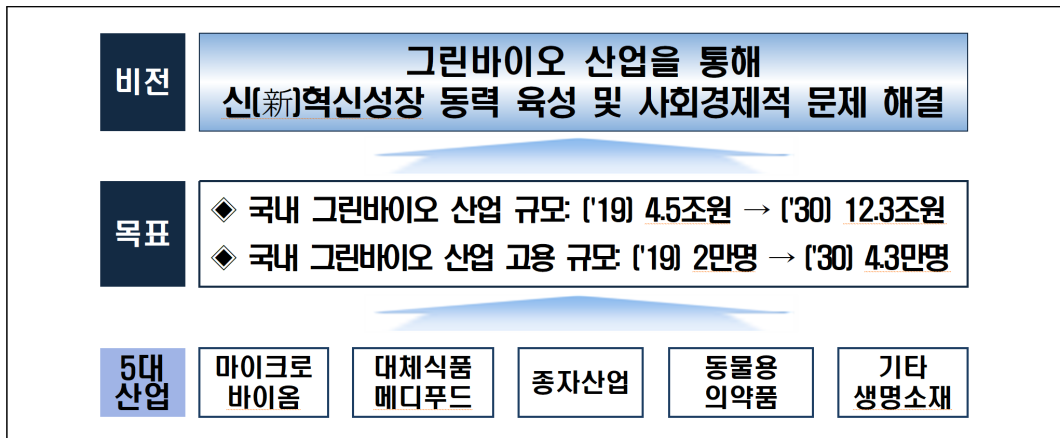 비전
그린바이오 산업을 통해
신(新)혁신성장 동력 육성 및 사회경제적 문제 해결
목표
◈ 국내 그린바이오 산업 규모: ('19) 4.5조원 → ('30) 12.3조원
◈ 국내 그린바이오 산업 고용 규모: ('19) 2만명 → ('30) 4.3만명
5대
산업
마이크로
바이옴
대체식품
메디푸드
종자산업
동물용
의약품
기타
생명소재